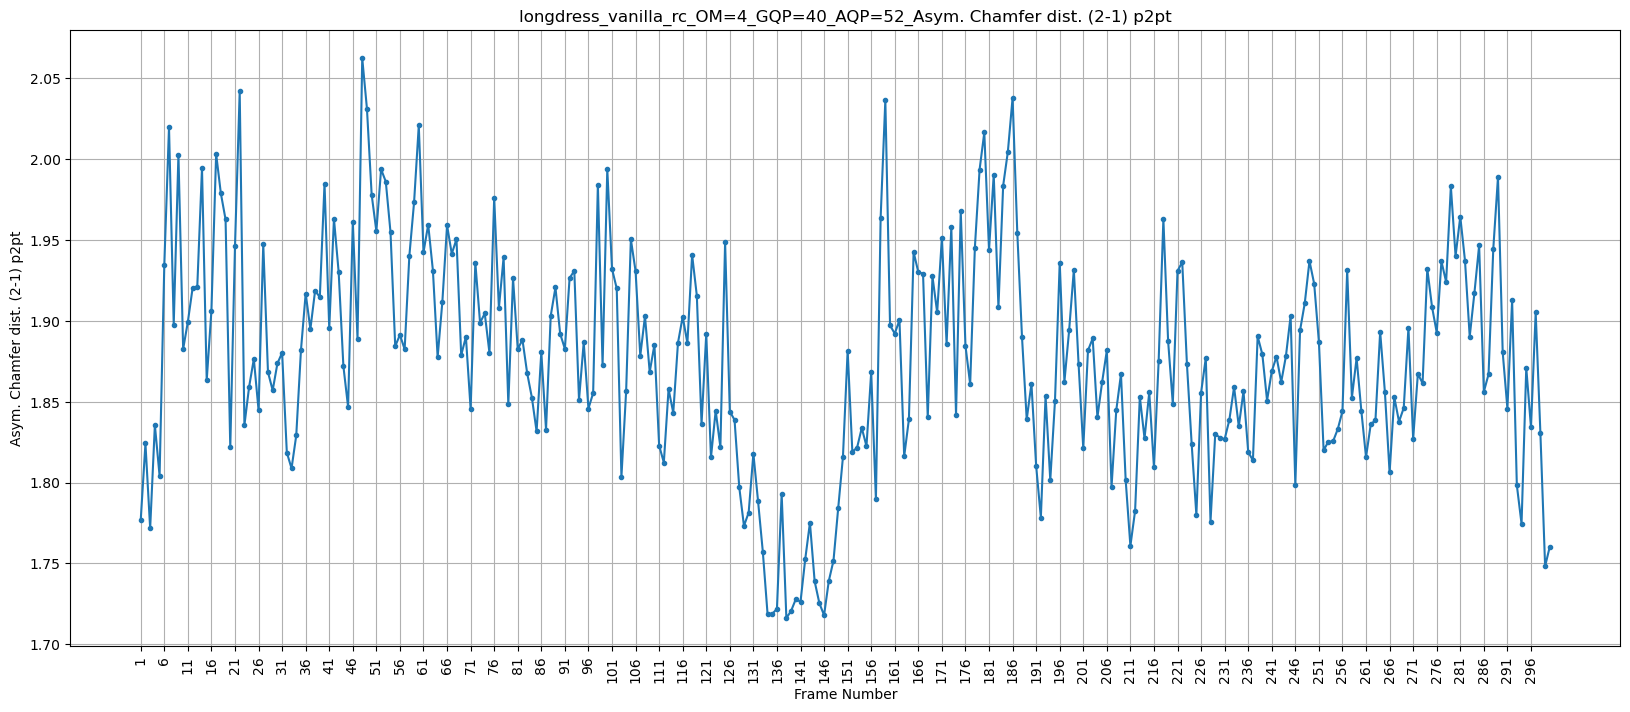 longdress_vanilla_rc_OM=4_GQP=40_AQP=52_Asym. Chamfer dist. (2-1) p2pt
Asym. Chamfer dist. (2-1) p2pt
2.05
2.00
1.95
1.90
1.85
1.80
1.75
1.70
1 6 11 16 21 26 31 36 41 46 51 56 61 66 71 76 81 86 91 96 101 106 111 116 121 126 131 136 141 146 151 156 161 166 171 176 181 186 191 196 201 206 211 216 221 226 231 236 241 246 251 256 261 266 271 276 281 286 291 296
Frame Number